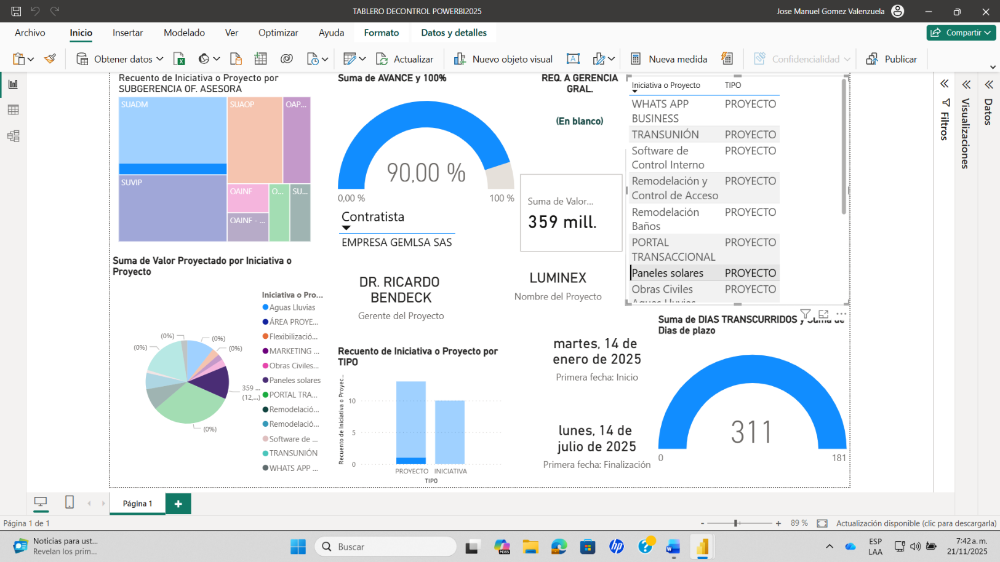 TABLERO DECONTROL POWERBI2025
Jose Manuel Gomez Valenzuela
Archivo
Inicio
Insertar
Modelado
Ver
Optimizar
Ayuda
Formato
Datos y detalles
Compartir
Obtener datos
Actualizar
Nuevo objeto visual
Nueva medida
Confidencialidad
Publicar
Recuento de Iniciativa o Proyecto por
SUBGERENCIA OF. ASESORA
SUADM
SUAOP
OAP...
SUVIP
OAINF
O...
SU...
OAINF - ...
Suma de AVANCE y 100%
90,00 %
0,00 %
100 %
REQ. A GERENCIA
GRAL.
(En blanco)
Iniciativa o Proyecto
TIPO
WHATS APP
BUSINESS
PROYECTO
TRANSUNIÓN
PROYECTO
Software de
Control Interno
PROYECTO
Remodelación y
Control de Acceso
PROYECTO
Remodelación
Baños
PROYECTO
PORTAL
TRANSACCIONAL
PROYECTO
Paneles solares
PROYECTO
Obras Civiles
Aguas Lluvias
PROYECTO
Contratista
EMPRESA GEMLSA SAS
Suma de Valor...
359 mill.
Suma de Valor Proyectado por Iniciativa o
Proyecto
Iniciativa o Pro...
Aguas Lluvias
ÁREA PROYE...
Flexibilizació...
MARKETING ...
Obras Civiles...
Paneles solares
PORTAL TRA...
Remodelació...
Remodelació...
Software de ...
TRANSUNIÓN
WHATS APP ...
(0%)
(0%)
(0%)
(0%)
359 ...
(12,...)
(0%)
DR. RICARDO
BENDECK
Gerente del Proyecto
LUMINEX
Nombre del Proyecto
Recuento de Iniciativa o Proyecto por
TIPO
Recuento de Iniciativa o Proyec...
10
5
0
PROYECTO
INICIATIVA
TIPO
martes, 14 de
enero de 2025
Primera fecha: Inicio
lunes, 14 de
julio de 2025
Primera fecha: Finalización
Suma de DIAS TRANSCURRIDOS y Suma de
Dias de plazo
311
0
181
Filtros
Visualizaciones
Datos
Página 1
Página 1 de 1
- + 89 %
Actualización disponible (clic para descargarla)
Noticias para ust...
Revelan los prim...
Buscar
M365
ESP
LAA
7:42 a. m.
21/11/2025